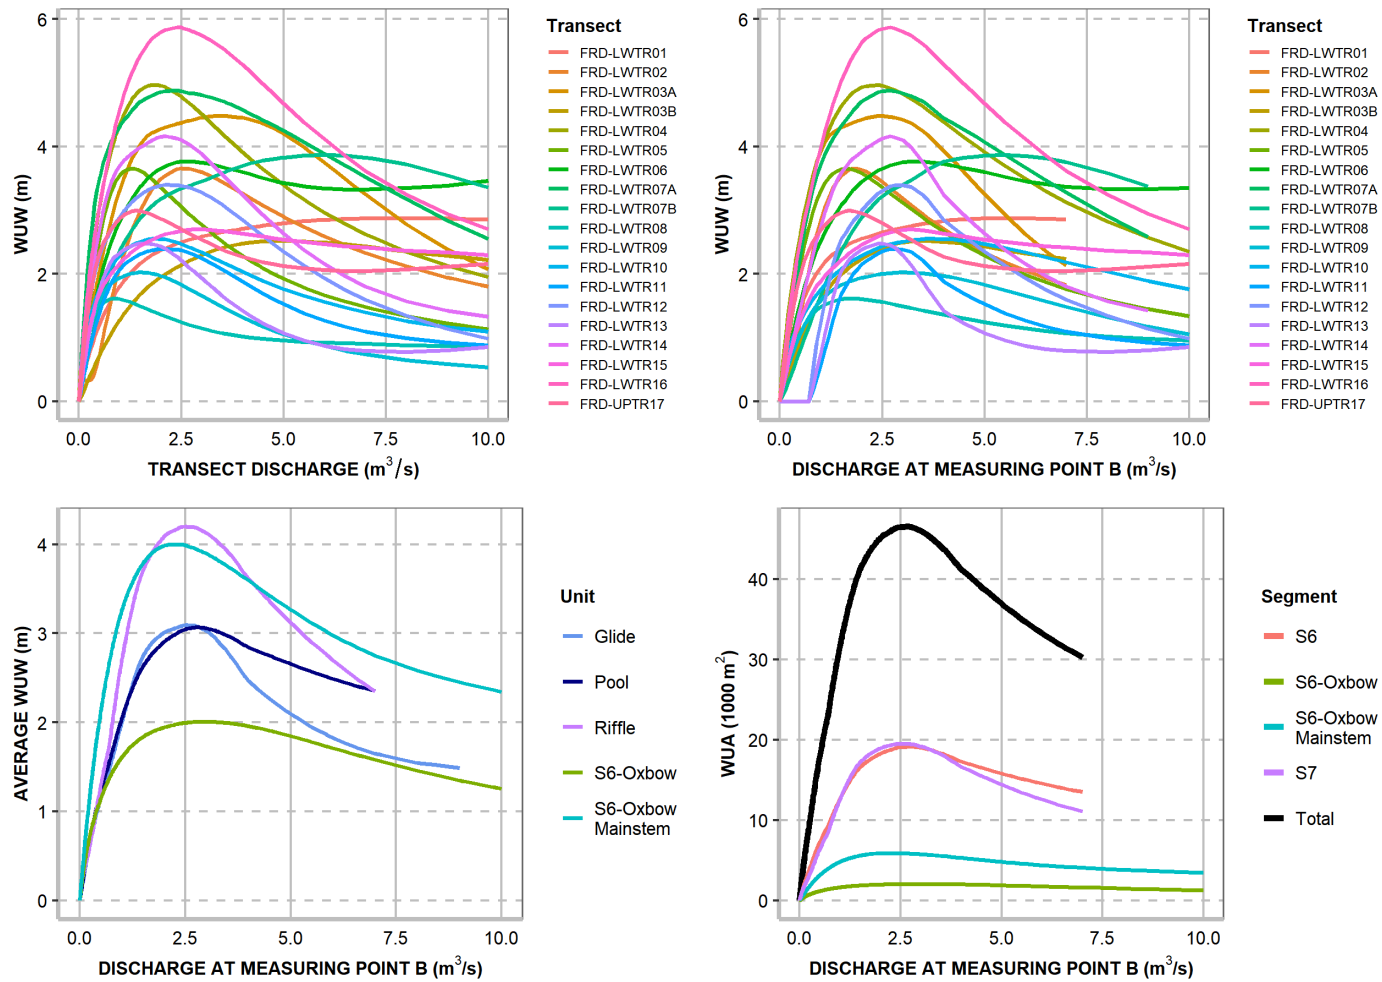 WUW (m)
6
4
2
0
0.0 2.5 5.0 7.5 10.0
TRANSECT DISCHARGE (m³/s)
Transect
FRD-LWTR01
FRD-LWTR02
FRD-LWTR03A
FRD-LWTR03B
FRD-LWTR04
FRD-LWTR05
FRD-LWTR06
FRD-LWTR07A
FRD-LWTR07B
FRD-LWTR08
FRD-LWTR09
FRD-LWTR10
FRD-LWTR11
FRD-LWTR12
FRD-LWTR13
FRD-LWTR14
FRD-LWTR15
FRD-LWTR16
FRD-UPTR17
WUW (m)
6
4
2
0
0.0 2.5 5.0 7.5 10.0
DISCHARGE AT MEASURING POINT B (m³/s)
Transect
FRD-LWTR01
FRD-LWTR02
FRD-LWTR03A
FRD-LWTR03B
FRD-LWTR04
FRD-LWTR05
FRD-LWTR06
FRD-LWTR07A
FRD-LWTR07B
FRD-LWTR08
FRD-LWTR09
FRD-LWTR10
FRD-LWTR11
FRD-LWTR12
FRD-LWTR13
FRD-LWTR14
FRD-LWTR15
FRD-LWTR16
FRD-UPTR17
AVERAGE WUW (m)
4
3
2
1
0
0.0 2.5 5.0 7.5 10.0
DISCHARGE AT MEASURING POINT B (m³/s)
Unit
Glide
Pool
Riffle
S6-Oxbow
S6-Oxbow
Mainstem
WUA (1000 m²)
40
30
20
10
0
0.0 2.5 5.0 7.5 10.0
DISCHARGE AT MEASURING POINT B (m³/s)
Segment
S6
S6-Oxbow
S6-Oxbow
Mainstem
S7
Total